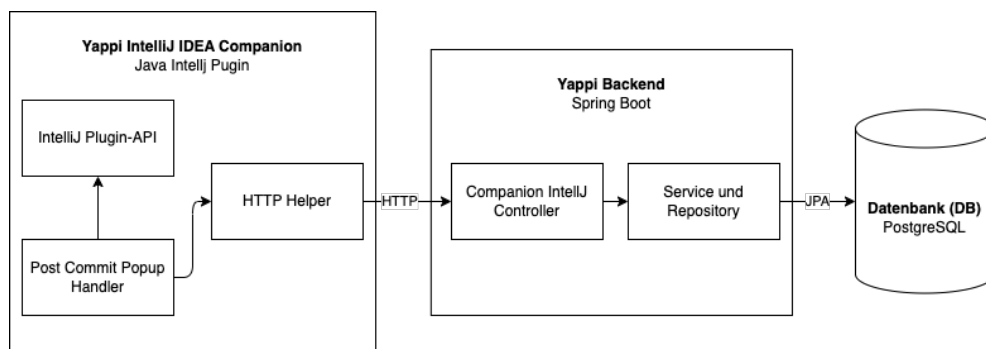 Yappi IntelliJ IDEA Companion
Java Intellj Pugin
IntelliJ Plugin-API
Post Commit Popup
Handler
HTTP Helper
HTTP
Yappi Backend
Spring Boot
Companion IntellJ
Controller
Service und
Repository
JPA
Datenbank (DB)
PostgreSQL